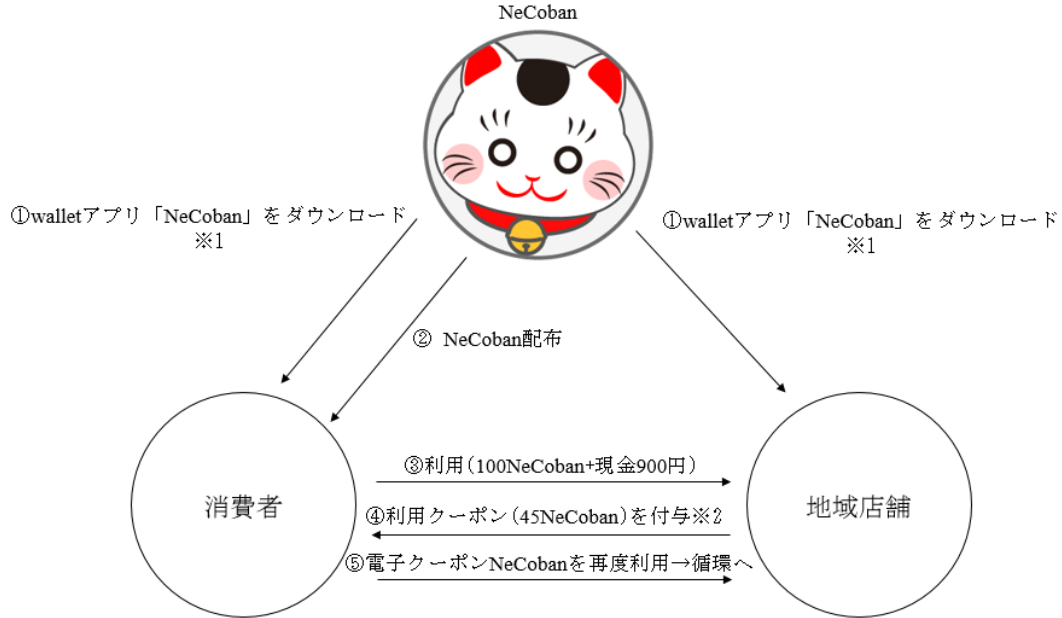 NeCoban
①walletアプリ「NeCoban」をダウンロード
※1
①walletアプリ「NeCoban」をダウンロード
※1
② NeCoban配布
③利用(100NeCoban+現金900円)
消費者
地域店舗
④利用クーポン(45NeCoban)を付与※2
⑤電子クーポンNeCobanを再度利用→循環へ